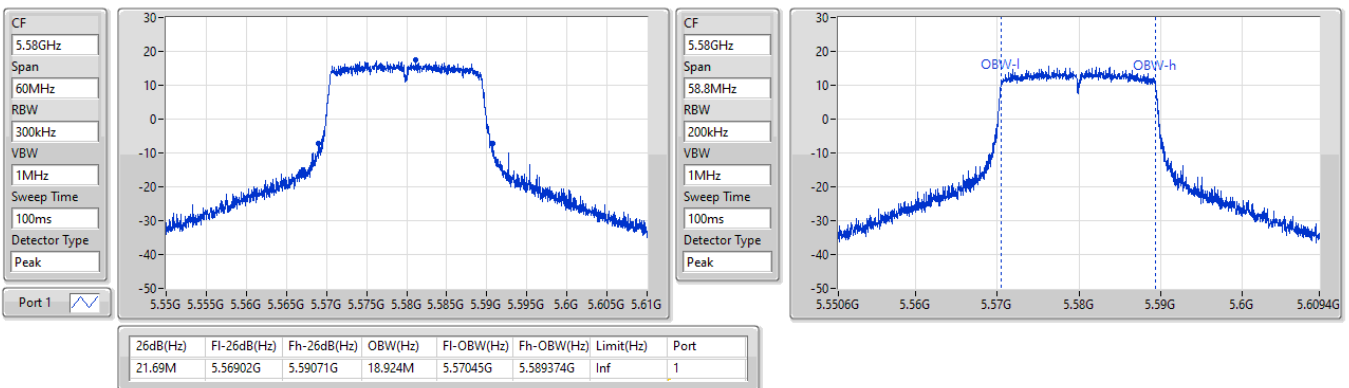 CF
5.58GHz
Span
60MHz
RBW
300kHz
VBW
1MHz
Sweep Time
100ms
Detector Type
Peak
Port 1
30
20
10
0
-10
-20
-30
-40
-50
5.55G 5.555G 5.56G 5.565G 5.57G 5.575G 5.58G 5.585G 5.59G 5.595G 5.6G 5.605G 5.61G
CF
5.58GHz
Span
58.8MHz
RBW
200kHz
VBW
1MHz
Sweep Time
100ms
Detector Type
Peak
30
20
10
0
-10
-20
-30
-40
-50
OBW-l OBW-h
5.5506G 5.56G 5.57G 5.58G 5.59G 5.6G 5.6094G
26dB(Hz) Fl-26dB(Hz) Fh-26dB(Hz) OBW(Hz) Fl-OBW(Hz) Fh-OBW(Hz) Limit(Hz) Port
21.69M 5.56902G 5.59071G 18.924M 5.57045G 5.589374G Inf 1